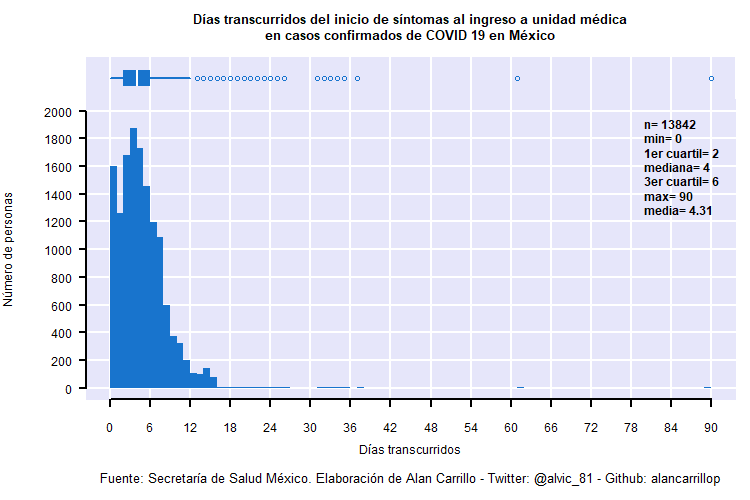 Días transcurridos del inicio de síntomas al ingreso a unidad médica
en casos confirmados de COVID 19 en México
n= 13842
min= 0
1er cuartil= 2
mediana= 4
3er cuartil= 6
max= 90
media= 4.31
Número de personas
2000
1800
1600
1400
1200
1000
800
600
400
200
0
0 6 12 18 24 30 36 42 48 54 60 66 72 78 84 90
Días transcurridos
Fuente: Secretaría de Salud México. Elaboración de Alan Carrillo - Twitter: @alvic_81 - Github: alancarrillop